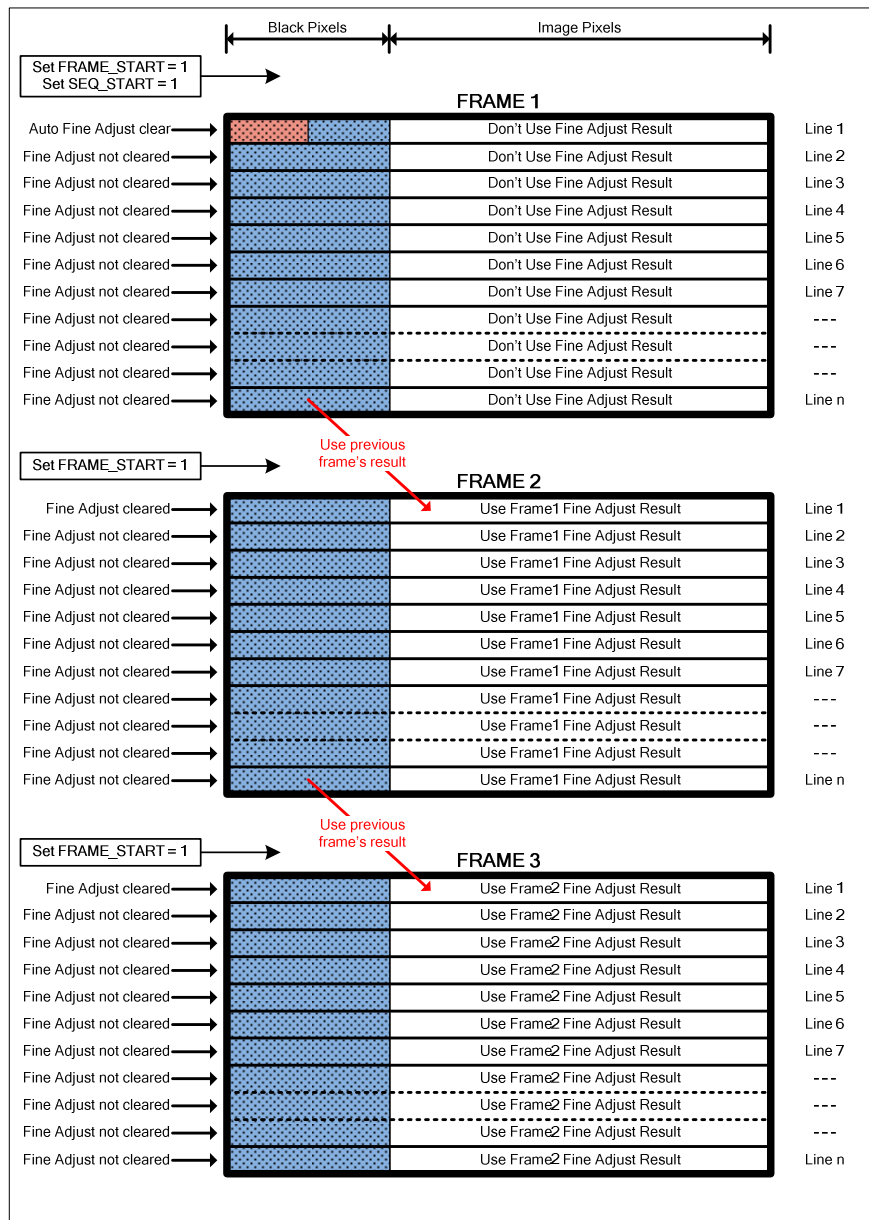 Black Pixels Image Pixels
Set FRAME_START = 1
Set SEQ_START = 1
FRAME 1
Auto Fine Adjust clear Don't Use Fine Adjust Result Line 1
Fine Adjust not cleared Don't Use Fine Adjust Result Line 2
Fine Adjust not cleared Don't Use Fine Adjust Result Line 3
Fine Adjust not cleared Don't Use Fine Adjust Result Line 4
Fine Adjust not cleared Don't Use Fine Adjust Result Line 5
Fine Adjust not cleared Don't Use Fine Adjust Result Line 6
Fine Adjust not cleared Don't Use Fine Adjust Result Line 7
Fine Adjust not cleared Don't Use Fine Adjust Result ---
Fine Adjust not cleared Don't Use Fine Adjust Result ---
Fine Adjust not cleared Don't Use Fine Adjust Result ---
Fine Adjust not cleared Don't Use Fine Adjust Result Line n
Use previous
frame's result
Set FRAME_START = 1
FRAME 2
Fine Adjust cleared Use Frame1 Fine Adjust Result Line 1
Fine Adjust not cleared Use Frame1 Fine Adjust Result Line 2
Fine Adjust not cleared Use Frame1 Fine Adjust Result Line 3
Fine Adjust not cleared Use Frame1 Fine Adjust Result Line 4
Fine Adjust not cleared Use Frame1 Fine Adjust Result Line 5
Fine Adjust not cleared Use Frame1 Fine Adjust Result Line 6
Fine Adjust not cleared Use Frame1 Fine Adjust Result Line 7
Fine Adjust not cleared Use Frame1 Fine Adjust Result ---
Fine Adjust not cleared Use Frame1 Fine Adjust Result ---
Fine Adjust not cleared Use Frame1 Fine Adjust Result ---
Fine Adjust not cleared Use Frame1 Fine Adjust Result Line n
Use previous
frame's result
Set FRAME_START = 1
FRAME 3
Fine Adjust cleared Use Frame2 Fine Adjust Result Line 1
Fine Adjust not cleared Use Frame2 Fine Adjust Result Line 2
Fine Adjust not cleared Use Frame2 Fine Adjust Result Line 3
Fine Adjust not cleared Use Frame2 Fine Adjust Result Line 4
Fine Adjust not cleared Use Frame2 Fine Adjust Result Line 5
Fine Adjust not cleared Use Frame2 Fine Adjust Result Line 6
Fine Adjust not cleared Use Frame2 Fine Adjust Result Line 7
Fine Adjust not cleared Use Frame2 Fine Adjust Result ---
Fine Adjust not cleared Use Frame2 Fine Adjust Result ---
Fine Adjust not cleared Use Frame2 Fine Adjust Result ---
Fine Adjust not cleared Use Frame2 Fine Adjust Result Line n